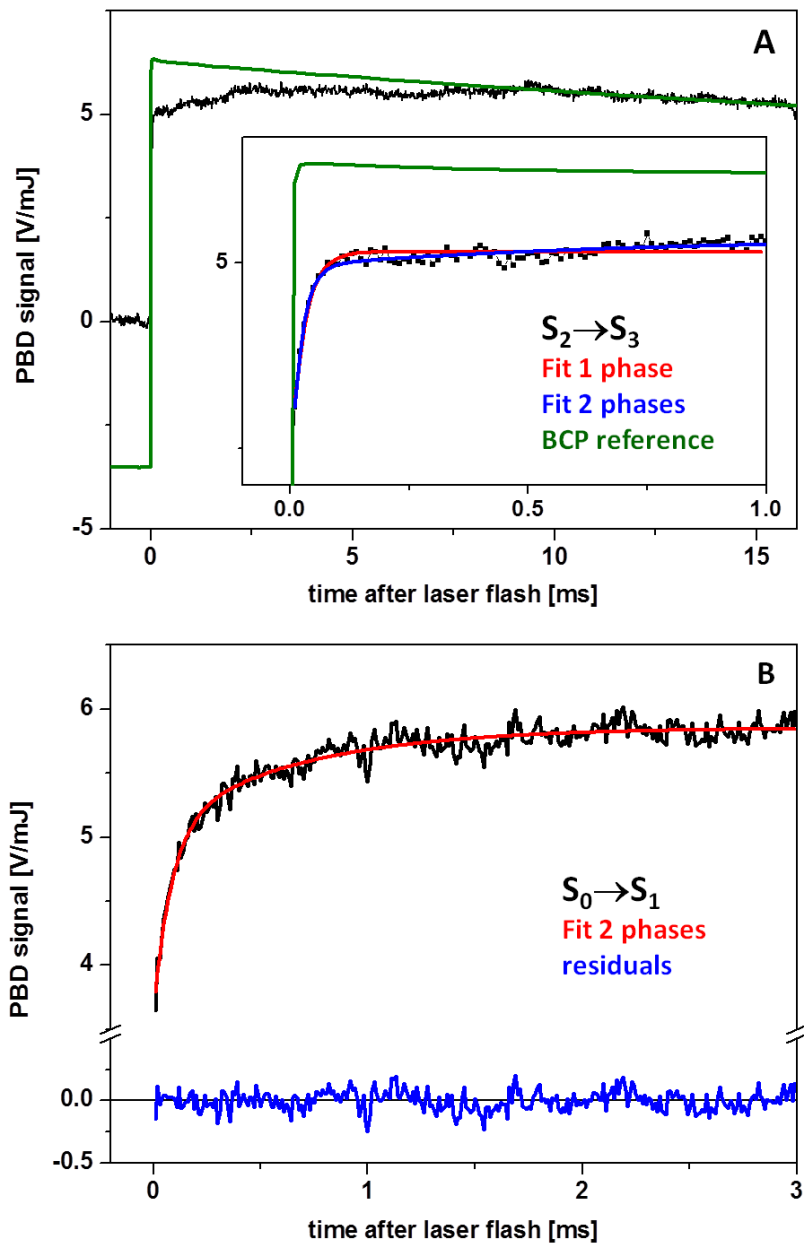 A
PBD signal [V/mJ]
5
0
-5
5
S₂→S₃
Fit 1 phase
Fit 2 phases
BCP reference
0.0 0.5 1.0
0 5 10 15
time after laser flash [ms]
B
PBD signal [V/mJ]
6
5
4
0.0
-0.5
S₀→S₁
Fit 2 phases
residuals
0 1 2 3
time after laser flash [ms]